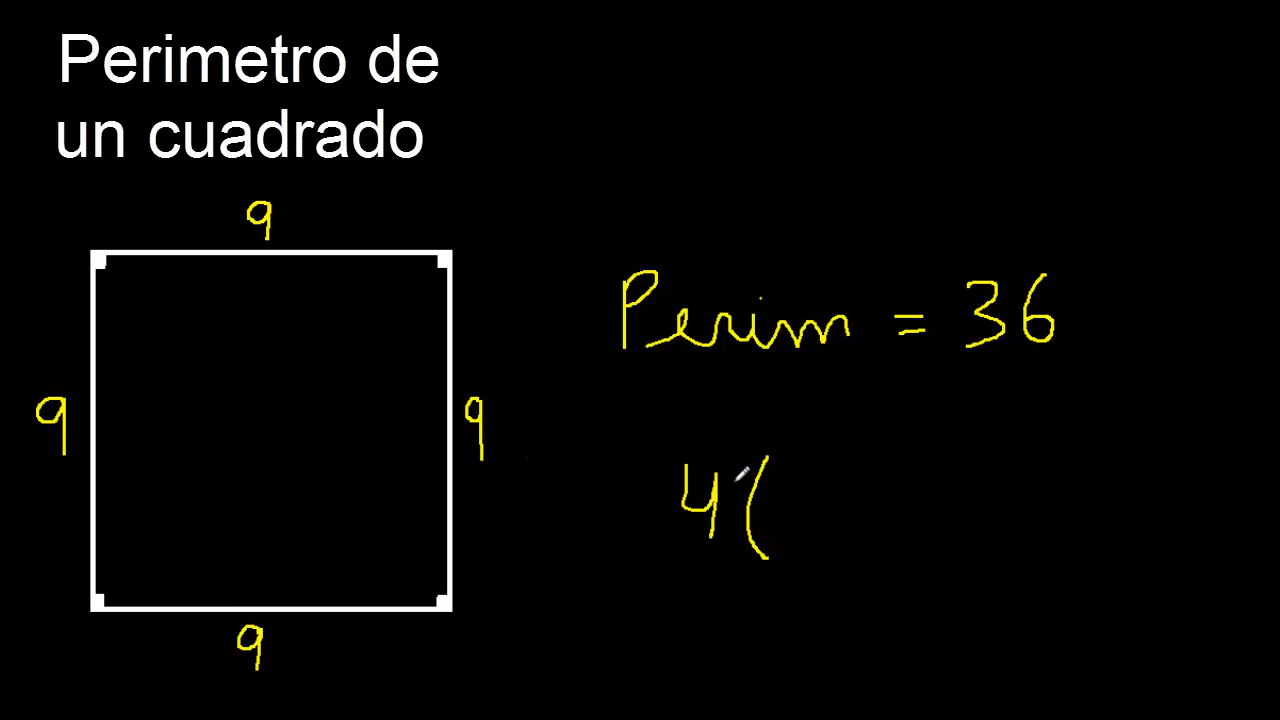 Perimetro de
un cuadrado
9
9
9
9
Perim = 36
4(